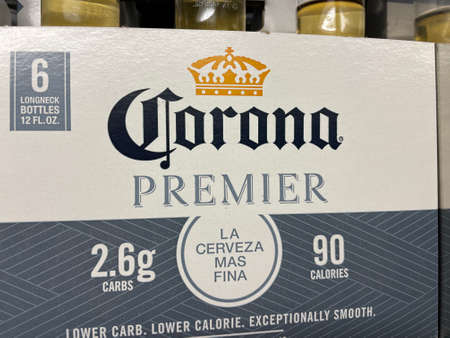 6
LONGNECK
BOTTLES
12 FL.OZ.
Corona
PREMIER
LA
CERVEZA
MAS
FINA
2.6g
CARBS
90
CALORIES
LOWER CARB. LOWER CALORIE. EXCEPTIONALLY SMOOTH.